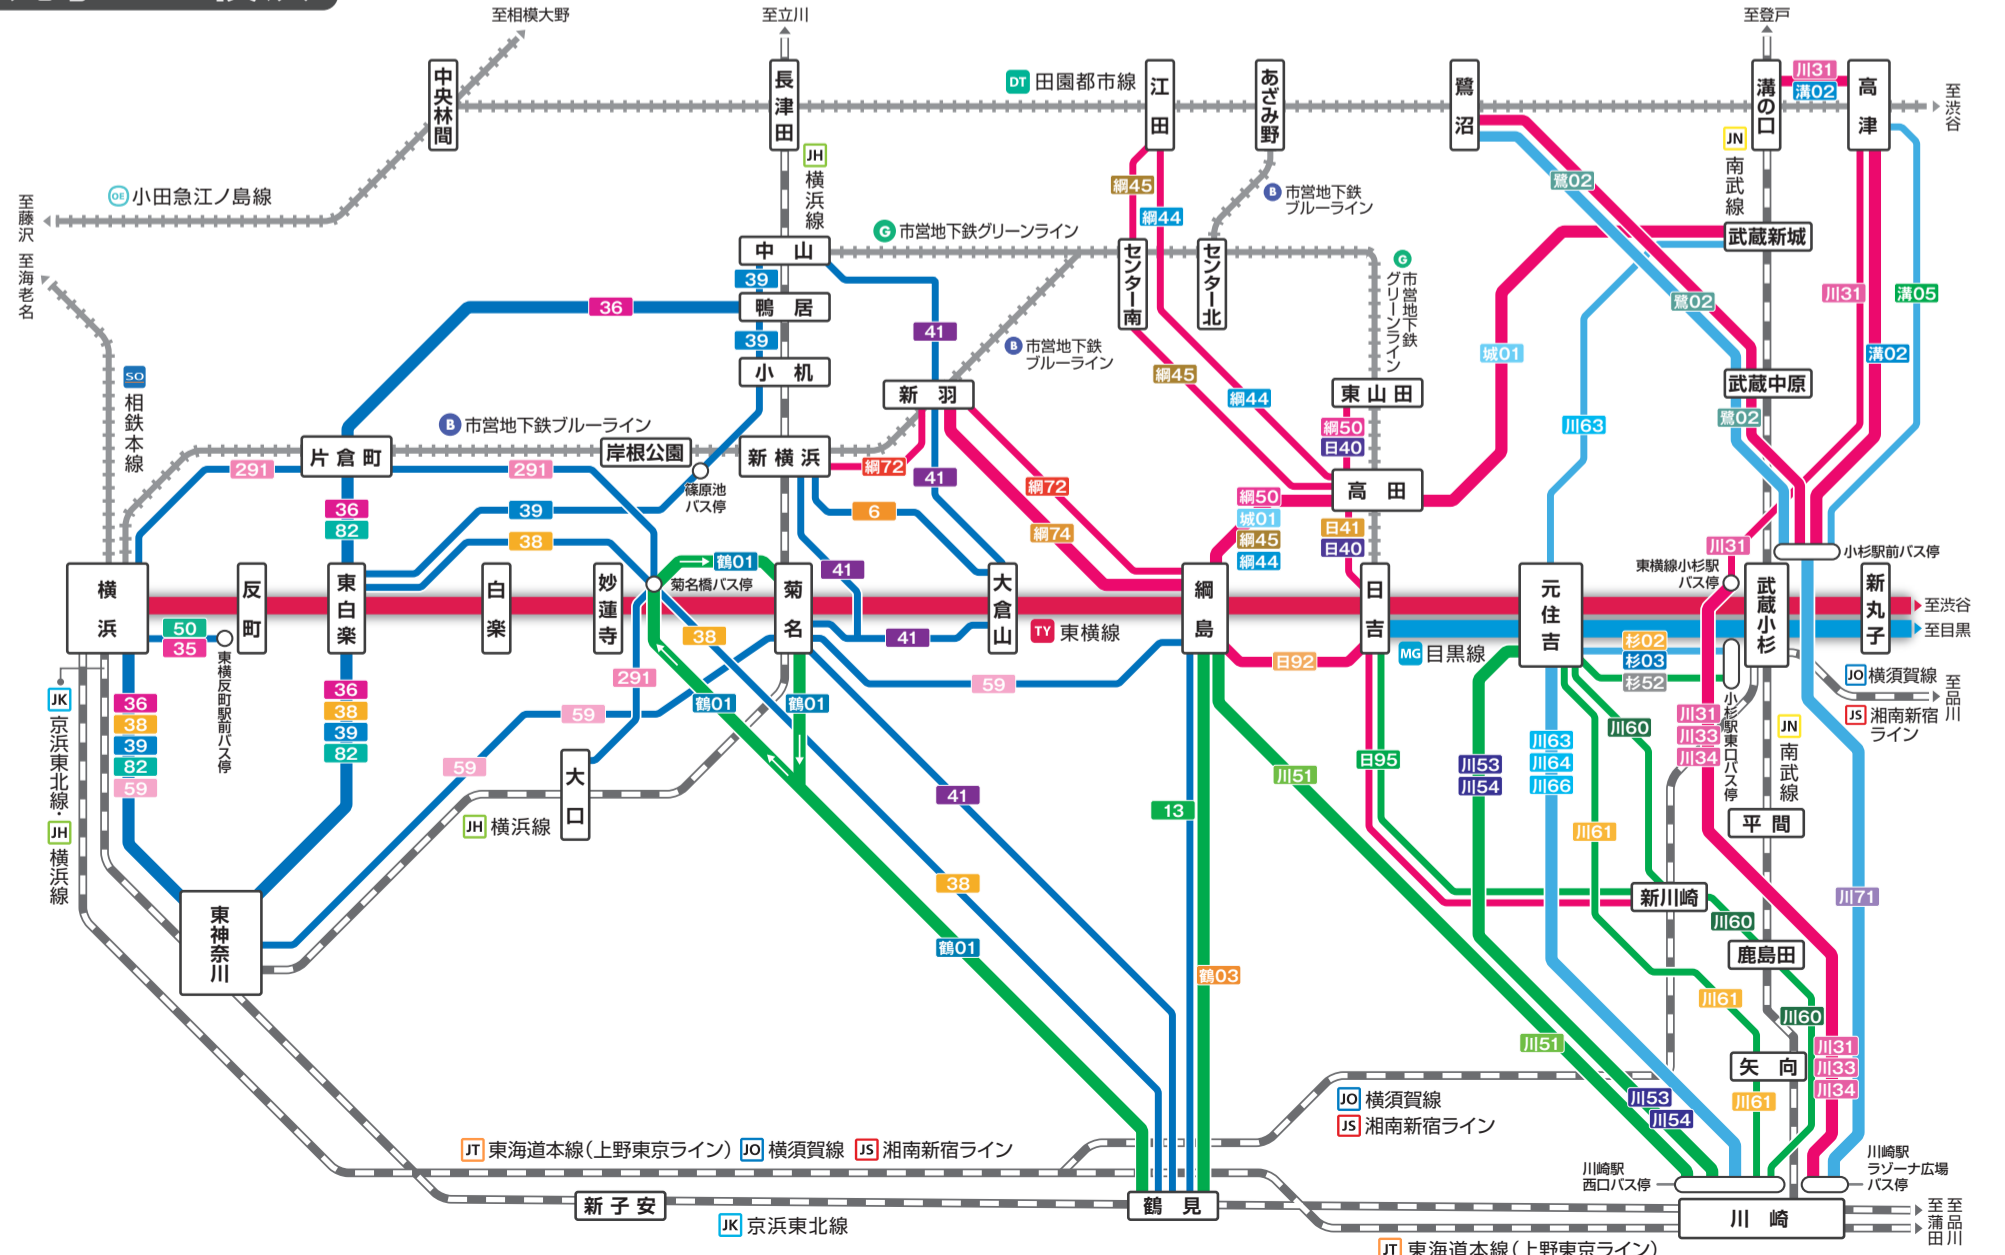 至相模大野
至立川
至登戸
中央林間
長津田
DT 田園都市線
江田
あざみ野
鷺沼
溝の口
川31
溝02
高津
至渋谷
JH 横浜線
JN 南武線
OE 小田急江ノ島線
至藤沢
至海老名
綱45
綱44
B 市営地下鉄
ブルーライン
鷺02
G 市営地下鉄グリーンライン
中山
39
鴨居
39
小机
36
41
センター南
センター北
G 市営地下鉄
グリーンライン
武蔵新城
鷺02
川31
溝05
B 市営地下鉄
ブルーライン
城01
溝02
SO 相鉄本線
新羽
綱45
綱44
東山田
武蔵中原
鷺02
B 市営地下鉄ブルーライン
片倉町
岸根公園
新横浜
綱50
日40
川63
291
291
綱72
篠原池
バス停
41
綱72
高田
36
82
39
6
綱74
綱50
城01
綱45
綱44
日41
日40
38
鶴01
41
川31
小杉駅前バス停
東横線小杉駅
バス停
横浜
反町
東白楽
白楽
妙蓮寺
菊名橋バス停
菊名
大倉山
綱島
日吉
元住吉
武蔵小杉
新丸子
至渋谷
至目黒
50
35
東横反町駅前バス停
38
41
TY 東横線
日92
MG 目黒線
杉02
杉03
杉52
JO 横須賀線
JS 湘南新宿
ライン
至品川
JK 京浜東北線・
JH 横浜線
36
38
39
82
59
36
38
39
82
291
59
鶴01
鶴01
59
川31
川33
川34
小杉駅東口バス停
JN 南武線
川60
川63
川64
川66
川53
川54
日95
川51
59
大口
JH 横浜線
41
13
川61
平間
38
新川崎
川60
川71
東神奈川
鶴01
鶴03
鹿島田
川61
川60
川51
川31
川33
川34
矢向
川61
川53
川54
JO 横須賀線
JS 湘南新宿ライン
JT 東海道本線(上野東京ライン) JO 横須賀線 JS 湘南新宿ライン
川崎駅
西口バス停
川崎駅
ラゾーナ広場
バス停
新子安
JK 京浜東北線
鶴見
川崎
至蒲田
至品川
JT 東海道本線(上野東京ライン)